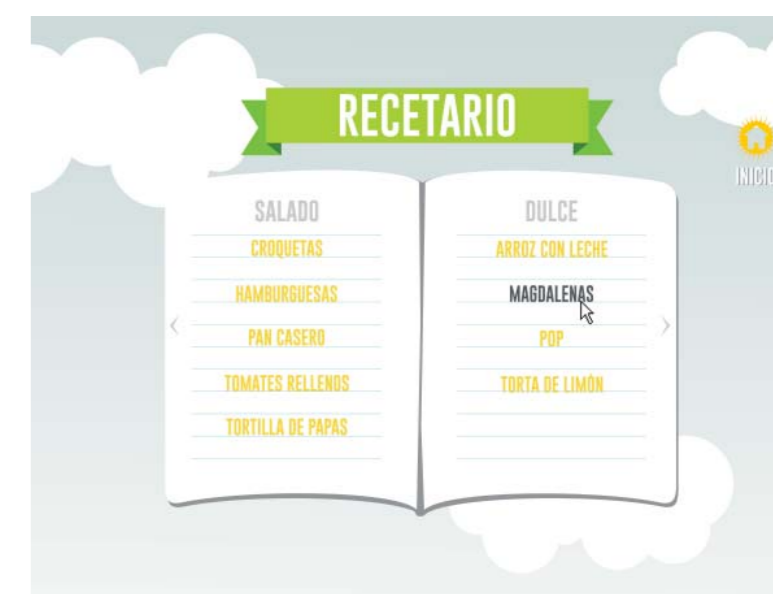 RECETARIO
INICIO
SALADO
CROQUETAS
HAMBURGUESAS
PAN CASERO
TOMATES RELLENOS
TORTILLA DE PAPAS
DULCE
ARROZ CON LECHE
MAGDALENAS
POP
TORTA DE LIMÓN